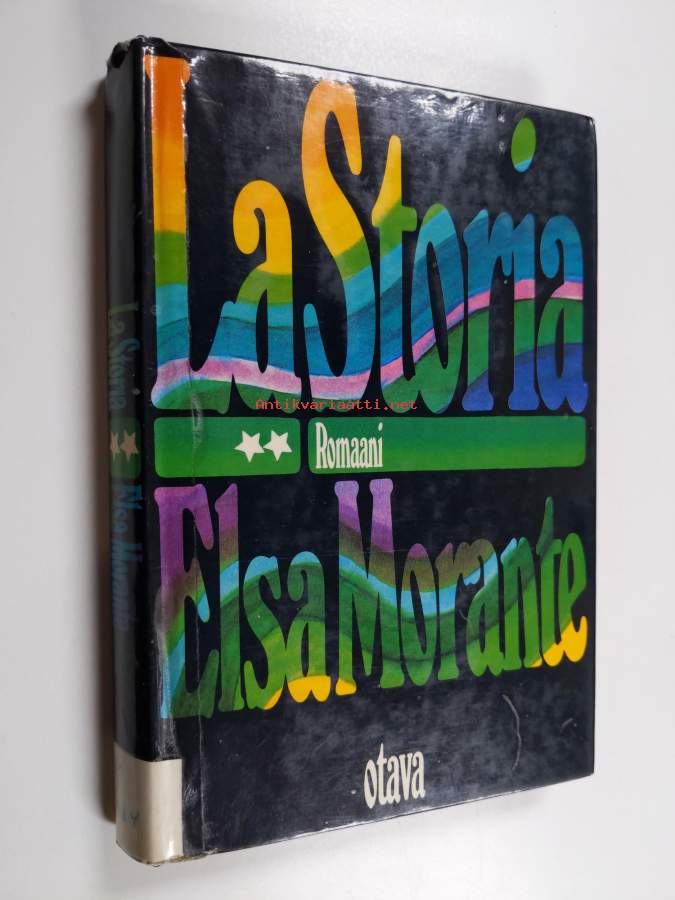 La Storia
Antikvariaatti.net
Romaani
Elsa Morante
otava
La Storia
Elsa Morante